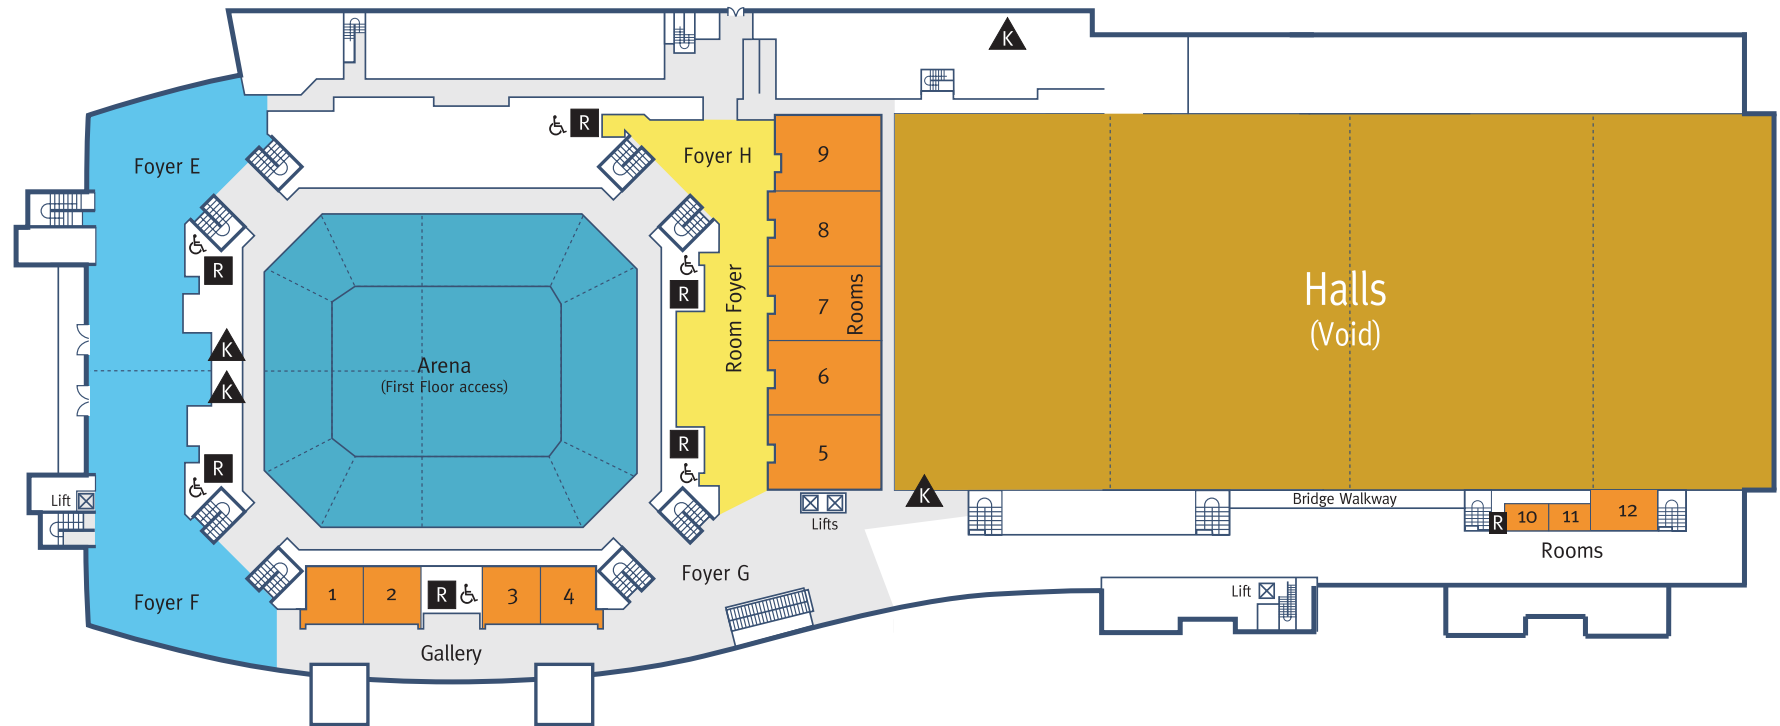 K
R
Foyer E
Foyer H
9
8
R
R
7
Rooms
Room Foyer
Halls
(Void)
K
Arena
(First Floor access)
6
K
R
5
R
K
Lift
Lifts
Bridge Walkway
R
10
11
12
Rooms
Foyer G
Foyer F
1
2
R
3
4
Lift
Gallery